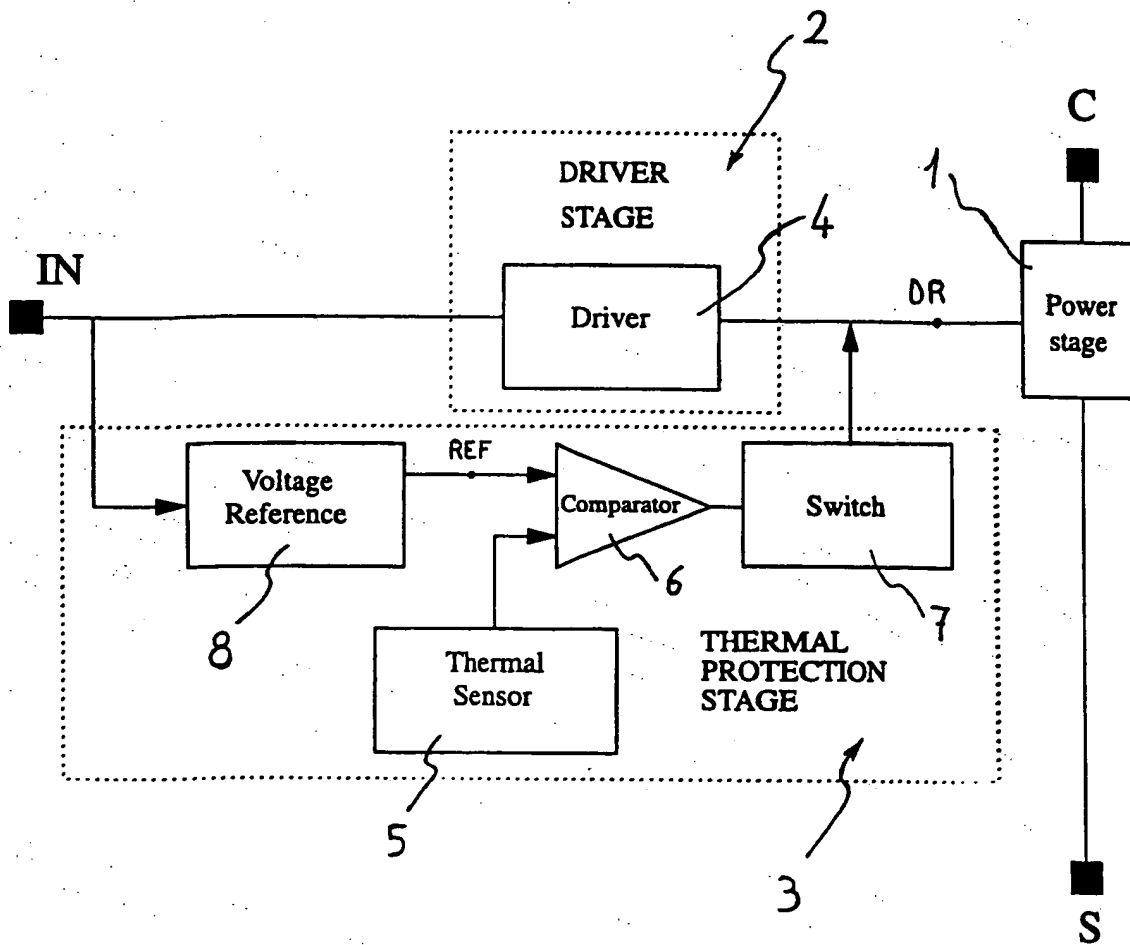 2
C
DRIVER
STAGE
1
4
IN
DR
Driver
Power
stage
REF
Voltage
Reference
Comparator
Switch
6
7
8
THERMAL
PROTECTION
STAGE
Thermal
Sensor
5
3
S